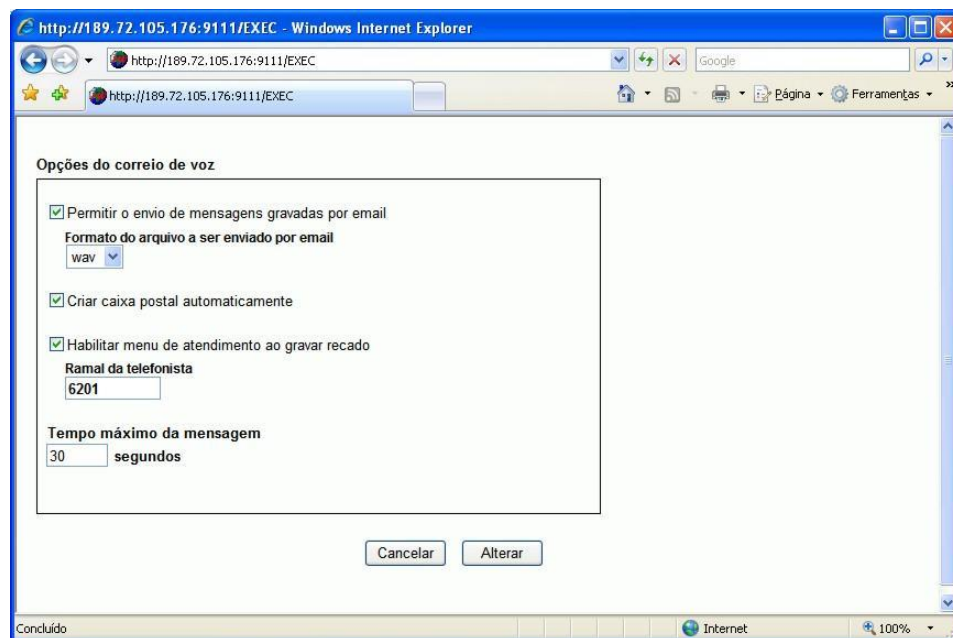 http://189.72.105.176:9111/EXEC - Windows Internet Explorer
http://189.72.105.176:9111/EXEC
Google
http://189.72.105.176:9111/EXEC
Página
Ferramentas
Opções do correio de voz
Permitir o envio de mensagens gravadas por email
Formato do arquivo a ser enviado por email
wav
Criar caixa postal automaticamente
Habilitar menu de atendimento ao gravar recado
Ramal da telefonista
6201
Tempo máximo da mensagem
30 segundos
Cancelar
Alterar
Concluído
Internet
100%